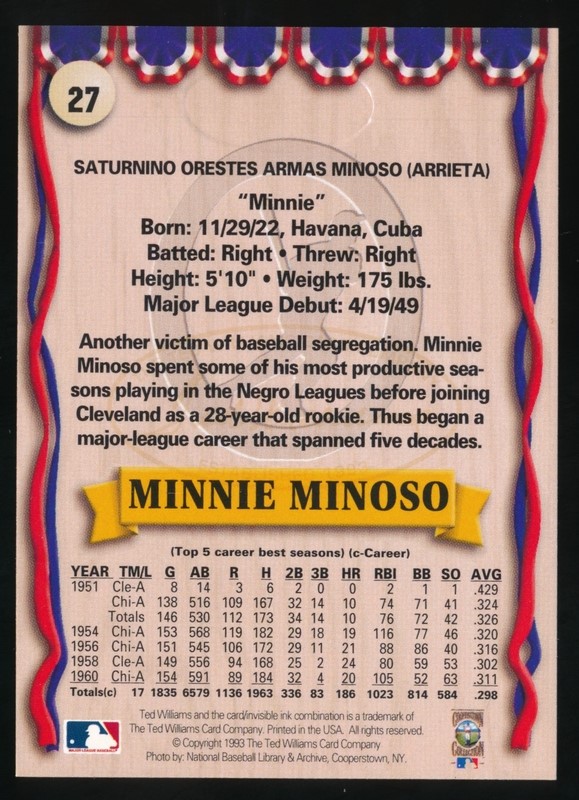 27
SATURNINO ORESTES ARMAS MINOSO (ARRIETA)
“Minnie”
Born: 11/29/22, Havana, Cuba
Batted: Right • Threw: Right
Height: 5'10" • Weight: 175 lbs.
Major League Debut: 4/19/49
Another victim of baseball segregation. Minnie
Minoso spent some of his most productive sea-
sons playing in the Negro Leagues before joining
Cleveland as a 28-year-old rookie. Thus began a
major-league career that spanned five decades.
MINNIE MINOSO
(Top 5 career best seasons) (c-Career)
YEAR TM/L G AB R H 2B 3B HR RBI BB SO AVG
1951 Cle-A 8 14 3 6 2 0 0 2 1 1 .429
Chi-A 138 516 109 167 32 14 10 74 71 41 .324
Totals 146 530 112 173 34 14 10 76 72 42 .326
1954 Chi-A 153 568 119 182 29 18 19 116 77 46 .320
1956 Chi-A 151 545 106 172 29 11 21 88 86 40 .316
1958 Cle-A 149 556 94 168 25 2 24 80 59 53 .302
1960 Chi-A 154 591 89 184 32 4 20 105 52 63 .311
Totals(c) 17 1835 6579 1136 1963 336 83 186 1023 814 584 .298
Ted Williams and the card/invisible ink combination is a trademark of
The Ted Williams Card Company. Printed in the USA. All rights reserved.
© Copyright 1993 The Ted Williams Card Company
Photo by: National Baseball Library & Archive, Cooperstown, NY.
MAJOR LEAGUE BASEBALL
COOPERSTOWN
COLLECTION